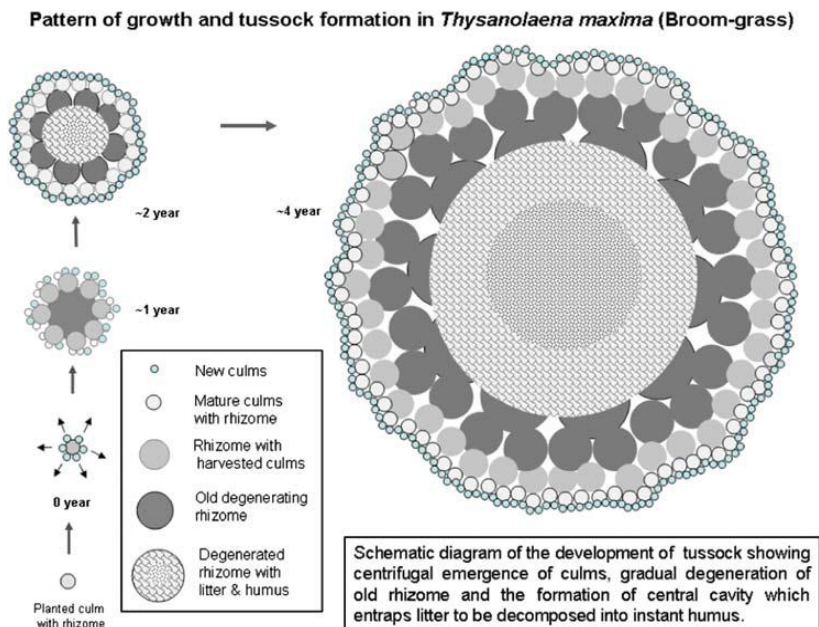 Pattern of growth and tussock formation in Thysanolaena maxima (Broom-grass)
~2 year
~4 year
~1 year
0 year
Planted culm
with rhizome
New culms
Mature culms
with rhizome
Rhizome with
harvested culms
Old degenerating
rhizome
Degenerated
rhizome with
litter & humus
Schematic diagram of the development of tussock showing
centrifugal emergence of culms, gradual degeneration of
old rhizome and the formation of central cavity which
entraps litter to be decomposed into instant humus.